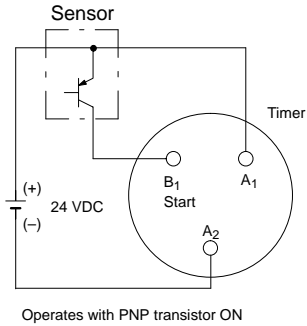 Sensor
Timer
B₁
Start
A₁
(+)
24 VDC
(–)
A₂
Operates with PNP transistor ON